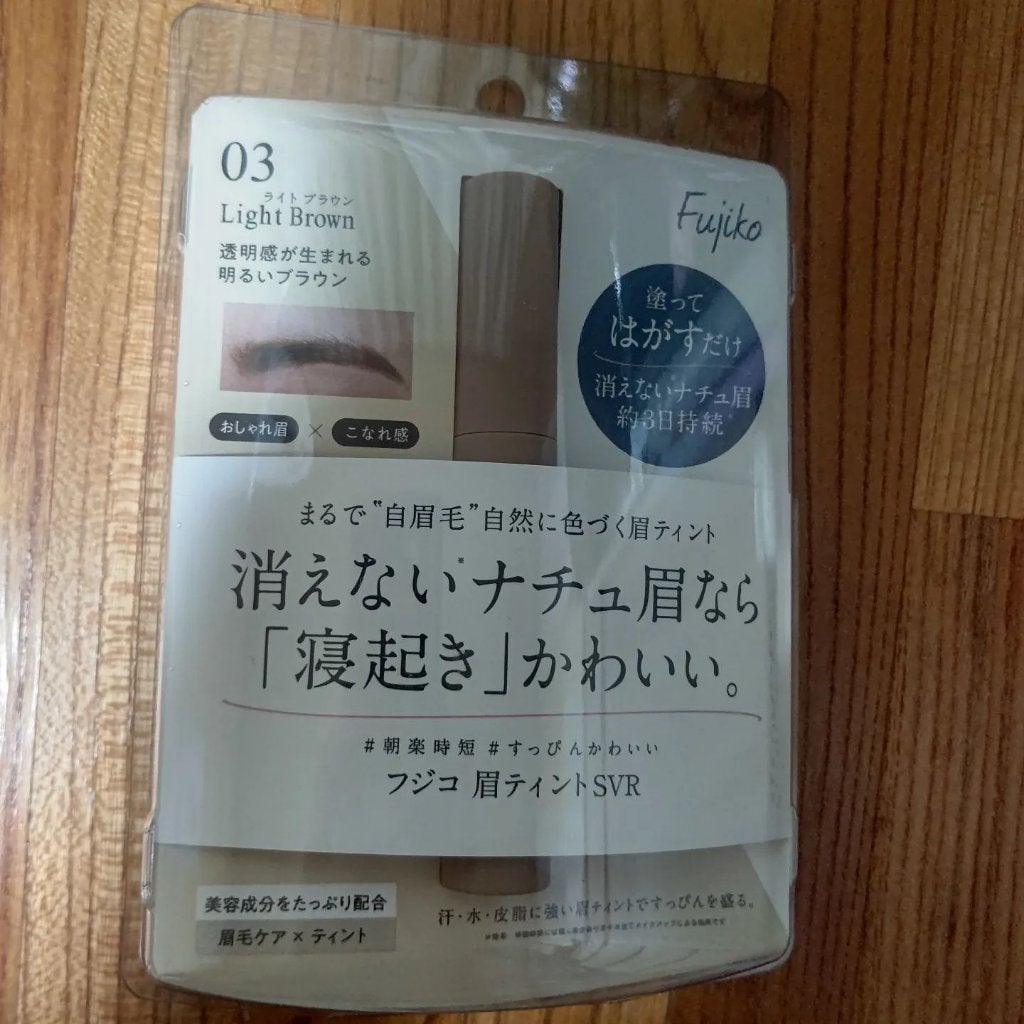 03
ライト ブラウン
Light Brown
透明感が生まれる
明るいブラウン
おしゃれ眉 × こなれ感
Fujiko
塗って
はがすだけ
消えない*ナチュ眉
約3日持続*
まるで"自眉毛"自然に色づく眉ティント
消えない※ナチュ眉なら
「寝起き」かわいい。
#朝楽時短 #すっぴんかわいい
フジコ 眉ティントSVR
美容成分をたっぷり配合
眉毛ケア × ティント
汗・水・皮脂に強い眉ティントですっぴんを盛る。